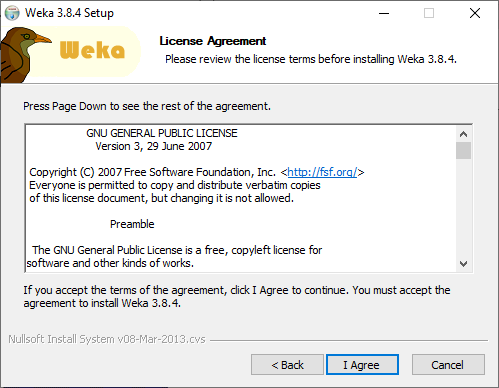 Weka 3.8.4 Setup
Weka
License Agreement
Please review the license terms before installing Weka 3.8.4.
Press Page Down to see the rest of the agreement.
GNU GENERAL PUBLIC LICENSE
Version 3, 29 June 2007
Copyright (C) 2007 Free Software Foundation, Inc. <http://fsf.org/>
Everyone is permitted to copy and distribute verbatim copies
of this license document, but changing it is not allowed.
Preamble
The GNU General Public License is a free, copyleft license for
software and other kinds of works.
If you accept the terms of the agreement, click I Agree to continue. You must accept the
agreement to install Weka 3.8.4.
Nullsoft Install System v08-Mar-2013.cvs
< Back
I Agree
Cancel